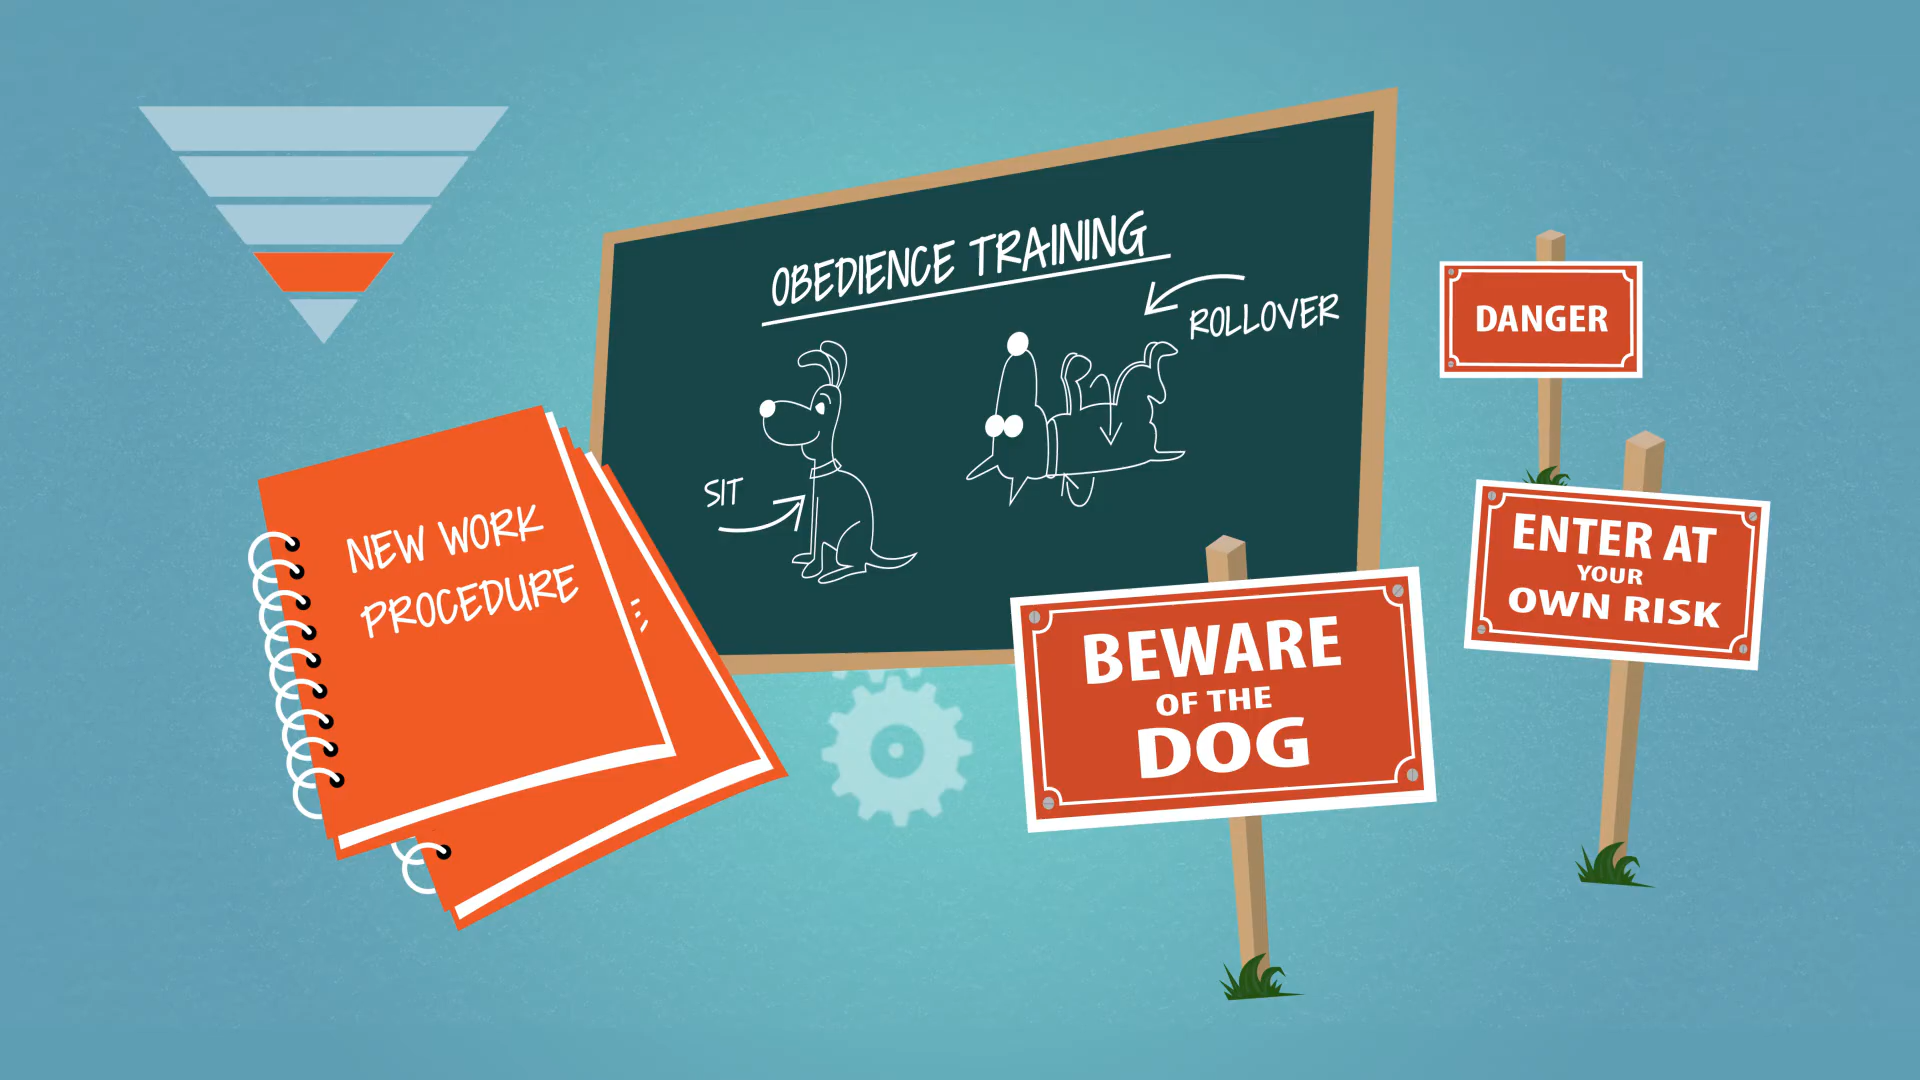 OBEDIENCE TRAINING
ROLLOVER
SIT
NEW WORK
PROCEDURE
DANGER
ENTER AT
YOUR
OWN RISK
BEWARE
OF THE
DOG